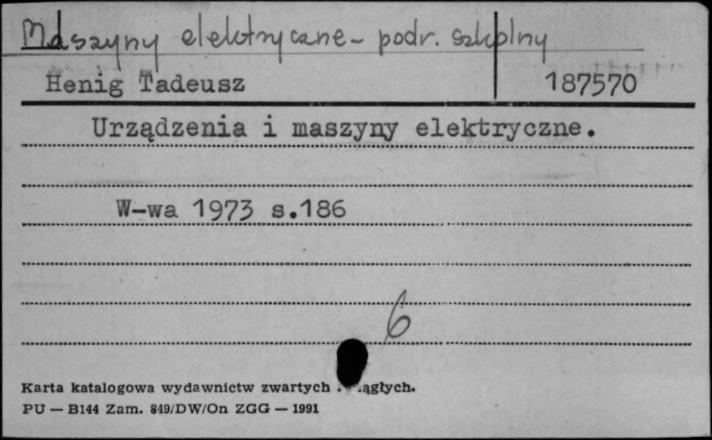 Maszyny elektryczne - podr. szkolny
Henig Tadeusz 187570
Urządzenia i maszyny elektryczne.
W-wa 1973 s.186
6
Karta katalogowa wydawnictw zwartych
PU — B144 Zam. 849/DW/On ZGG — 1991